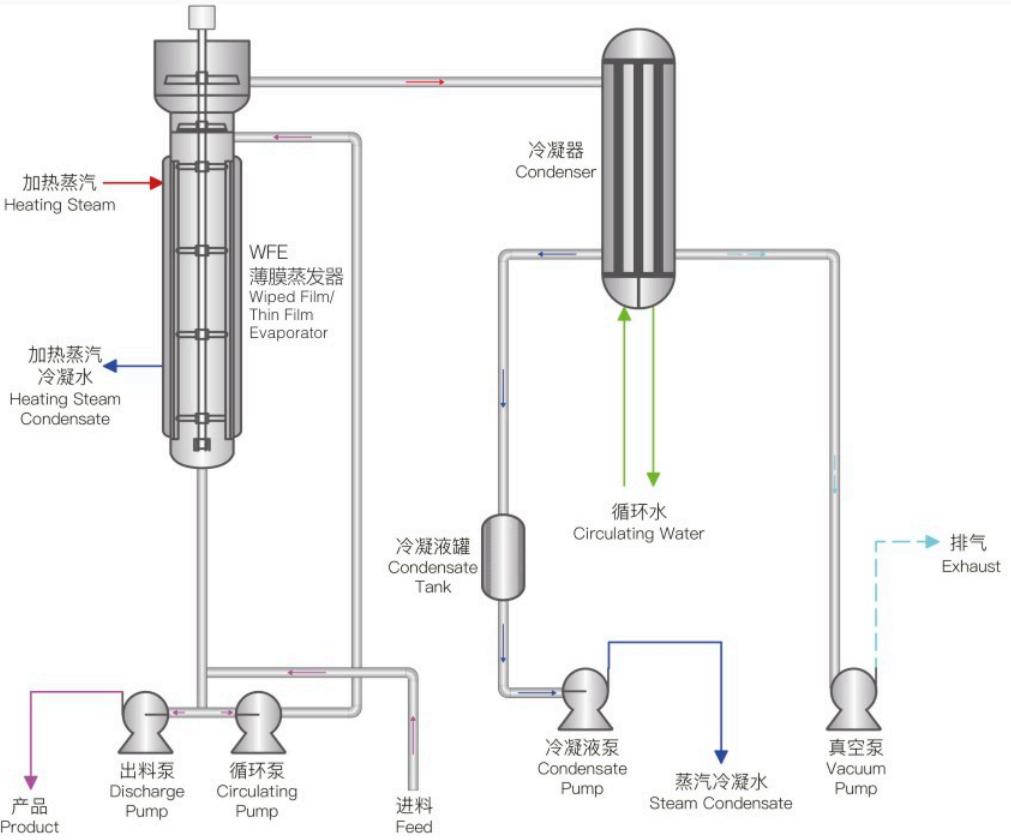 加热蒸汽
Heating Steam
WFE
薄膜蒸发器
Wiped Film/
Thin Film
Evaporator
加热蒸汽
冷凝水
Heating Steam
Condensate
冷凝器
Condenser
循环水
Circulating Water
冷凝液罐
Condensate
Tank
排气
Exhaust
出料泵
Discharge
Pump
循环泵
Circulating
Pump
产品
Product
进料
Feed
冷凝液泵
Condensate
Pump
蒸汽冷凝水
Steam Condensate
真空泵
Vacuum
Pump